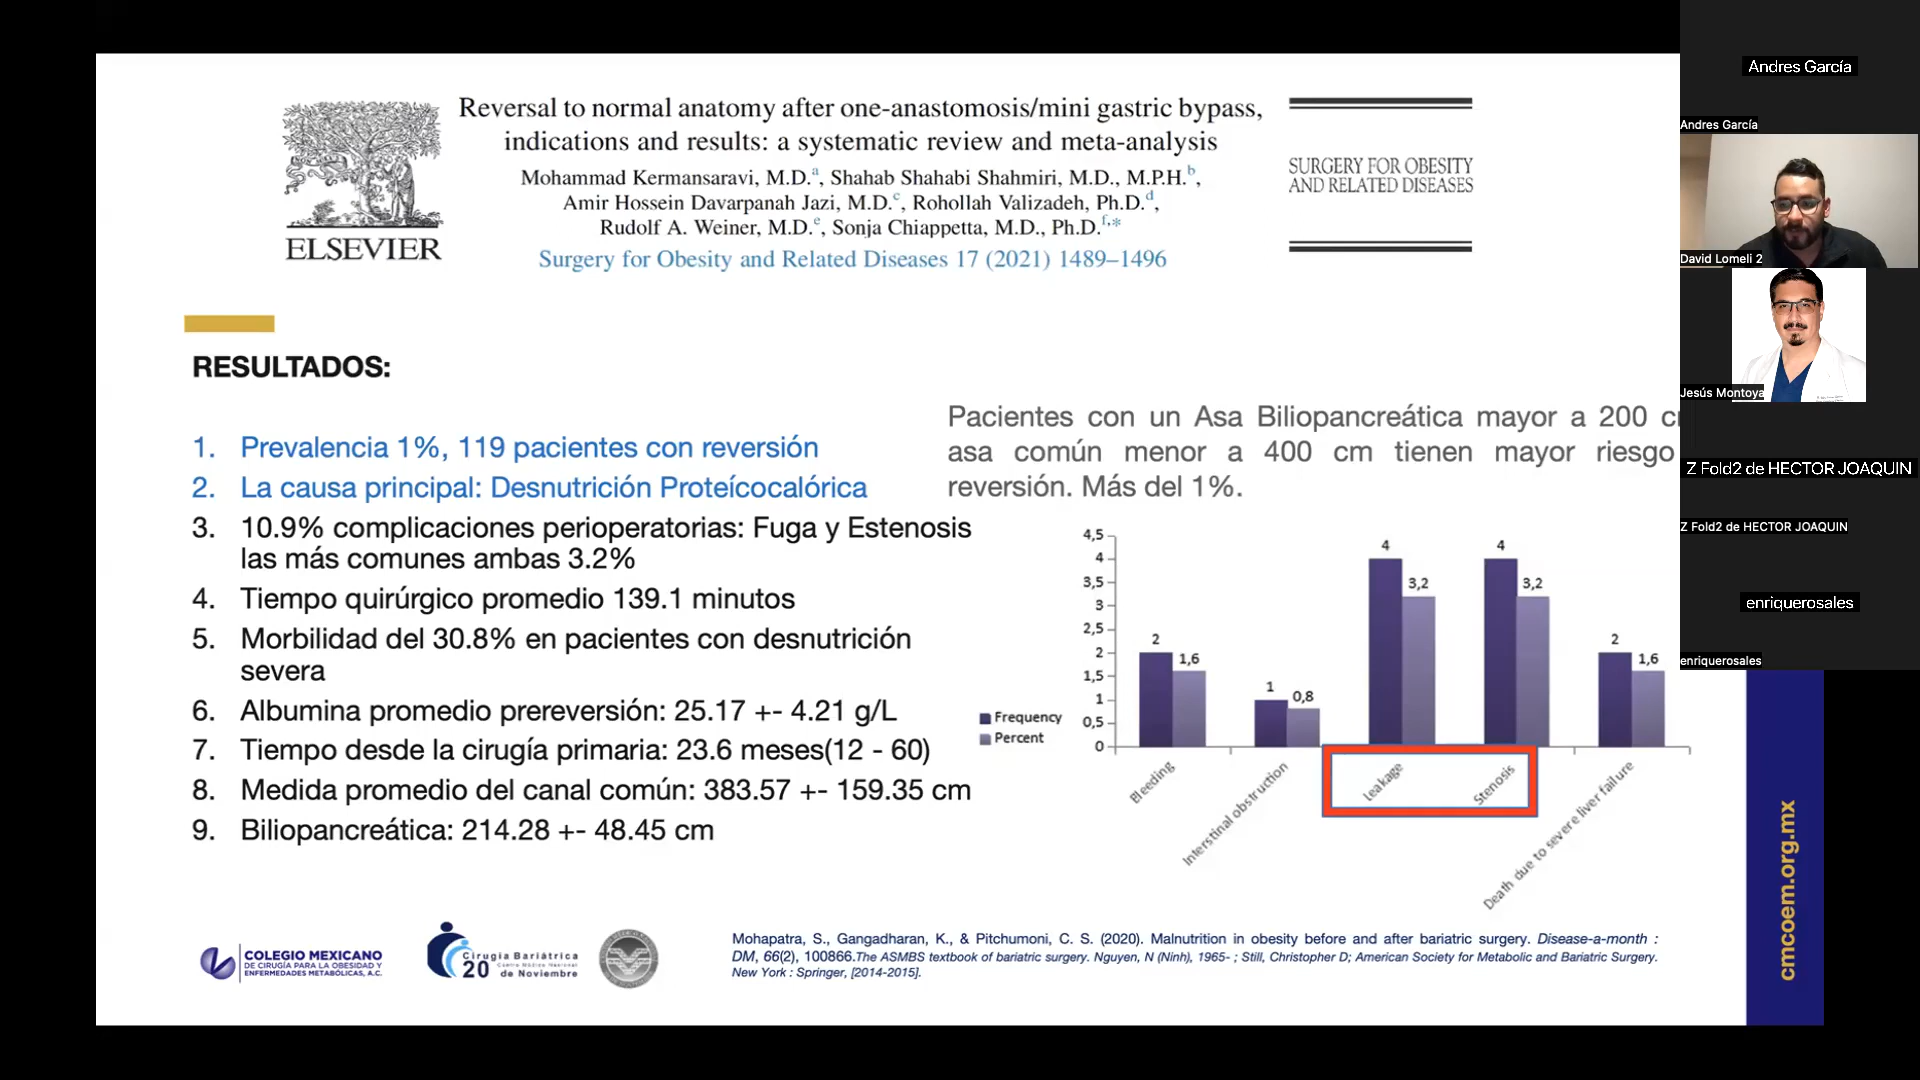 Reversal to normal anatomy after one-anastomosis/mini gastric bypass,
indications and results: a systematic review and meta-analysis
Mohammad Kermansaravi, M.D.a, Shahab Shahabi Shahmiri, M.D., M.P.H.b,
Amir Hossein Davarpanah Jazi, M.D.c, Rohollah Valizadeh, Ph.D.d,
Rudolf A. Weiner, M.D.e, Sonja Chiappetta, M.D., Ph.D.f,*
Surgery for Obesity and Related Diseases 17 (2021) 1489–1496
ELSEVIER
SURGERY FOR OBESITY
AND RELATED DISEASES
RESULTADOS:
1. Prevalencia 1%, 119 pacientes con reversión
2. La causa principal: Desnutrición Proteícocalórica
3. 10.9% complicaciones perioperatorias: Fuga y Estenosis
las más comunes ambas 3.2%
4. Tiempo quirúrgico promedio 139.1 minutos
5. Morbilidad del 30.8% en pacientes con desnutrición
severa
6. Albumina promedio prereversión: 25.17 +- 4.21 g/L
7. Tiempo desde la cirugía primaria: 23.6 meses(12 - 60)
8. Medida promedio del canal común: 383.57 +- 159.35 cm
9. Biliopancreática: 214.28 +- 48.45 cm
Pacientes con un Asa Biliopancreática mayor a 200
asa común menor a 400 cm tienen mayor riesgo
reversión. Más del 1%.
4,5
4
3,5
3
2,5
2
1,5
1
0,5
0
2
1,6
1
0,8
4
3,2
4
3,2
2
1,6
Frequency
Percent
Bleeding
Interstinal obstruction
Leakage
Stenosis
Death due to severe liver failure
COLEGIO MEXICANO
DE CIRUGÍA PARA LA OBESIDAD Y
ENFERMEDADES METABÓLICAS, A.C.
Cirugía Bariátrica
Centro Médico Nacional
20 de Noviembre
Mohapatra, S., Gangadharan, K., & Pitchumoni, C. S. (2020). Malnutrition in obesity before and after bariatric surgery. Disease-a-month :
DM, 66(2), 100866.The ASMBS textbook of bariatric surgery. Nguyen, N (Ninh), 1965- ; Still, Christopher D; American Society for Metabolic and Bariatric Surgery.
New York : Springer, [2014-2015].
cmcoem.org.mx
Andres García
Andres García
David Lomeli 2
Jesús Montoya
Z Fold2 de HECTOR JOAQUIN
Z Fold2 de HECTOR JOAQUIN
enriquerosales
enriquerosales